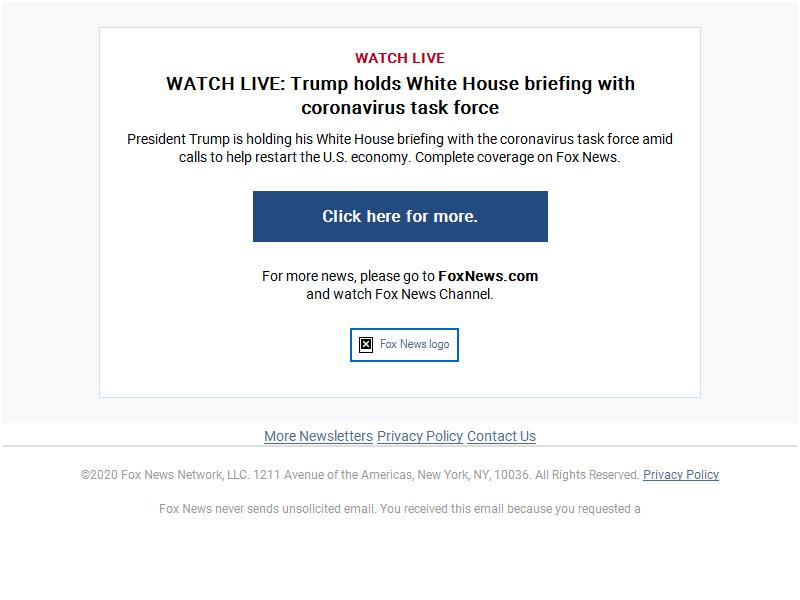 WATCH LIVE
WATCH LIVE: Trump holds White House briefing with
coronavirus task force
President Trump is holding his White House briefing with the coronavirus task force amid
calls to help restart the U.S. economy. Complete coverage on Fox News.
Click here for more.
For more news, please go to FoxNews.com
and watch Fox News Channel.
Fox News logo
More Newsletters Privacy Policy Contact Us
©2020 Fox News Network, LLC. 1211 Avenue of the Americas, New York, NY, 10036. All Rights Reserved. Privacy Policy
Fox News never sends unsolicited email. You received this email because you requested a